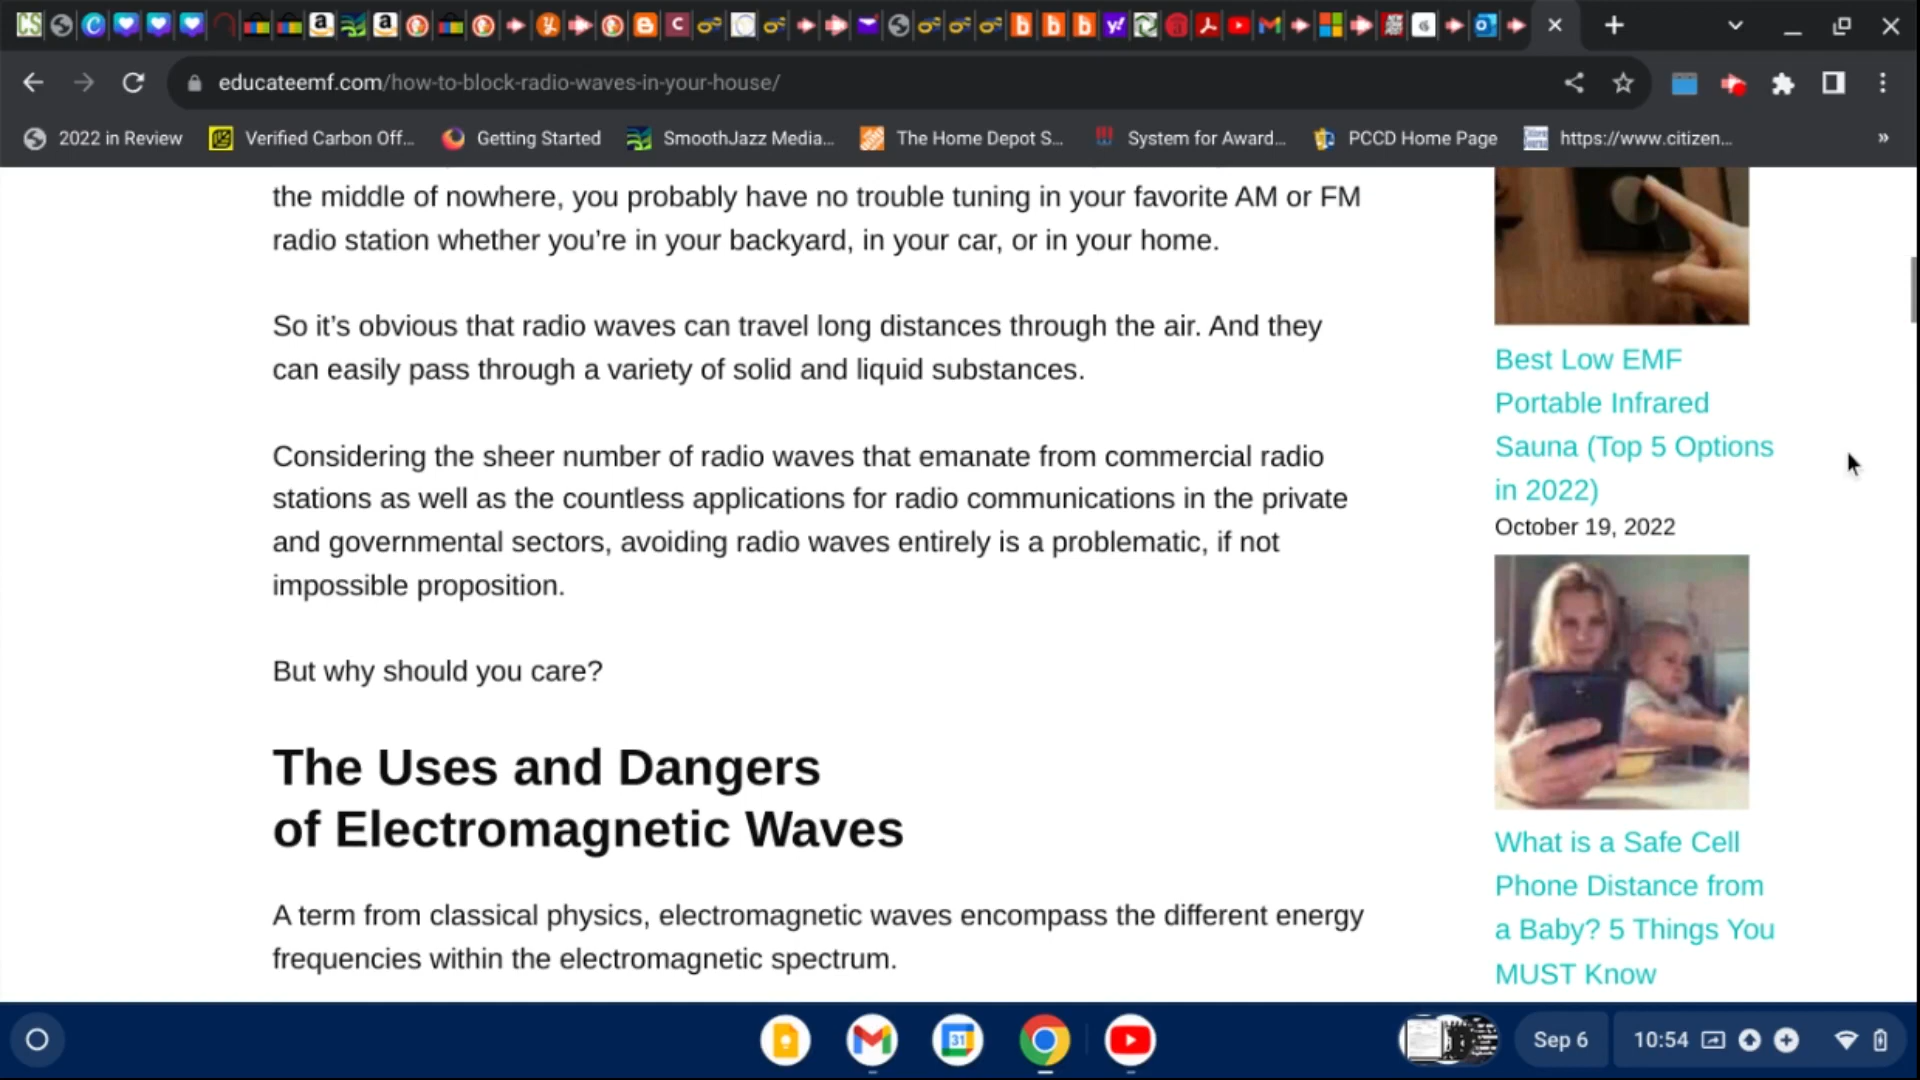 educateemf.com/how-to-block-radio-waves-in-your-house/
2022 in Review
Verified Carbon Off...
Getting Started
SmoothJazz Media...
The Home Depot S...
System for Award...
PCCD Home Page
https://www.citizen...
»
the middle of nowhere, you probably have no trouble tuning in your favorite AM or FM
radio station whether you’re in your backyard, in your car, or in your home.
So it’s obvious that radio waves can travel long distances through the air. And they
can easily pass through a variety of solid and liquid substances.
Considering the sheer number of radio waves that emanate from commercial radio
stations as well as the countless applications for radio communications in the private
and governmental sectors, avoiding radio waves entirely is a problematic, if not
impossible proposition.
But why should you care?
The Uses and Dangers
of Electromagnetic Waves
A term from classical physics, electromagnetic waves encompass the different energy
frequencies within the electromagnetic spectrum.
Best Low EMF
Portable Infrared
Sauna (Top 5 Options
in 2022)
October 19, 2022
What is a Safe Cell
Phone Distance from
a Baby? 5 Things You
MUST Know
31
Sep 6
10:54